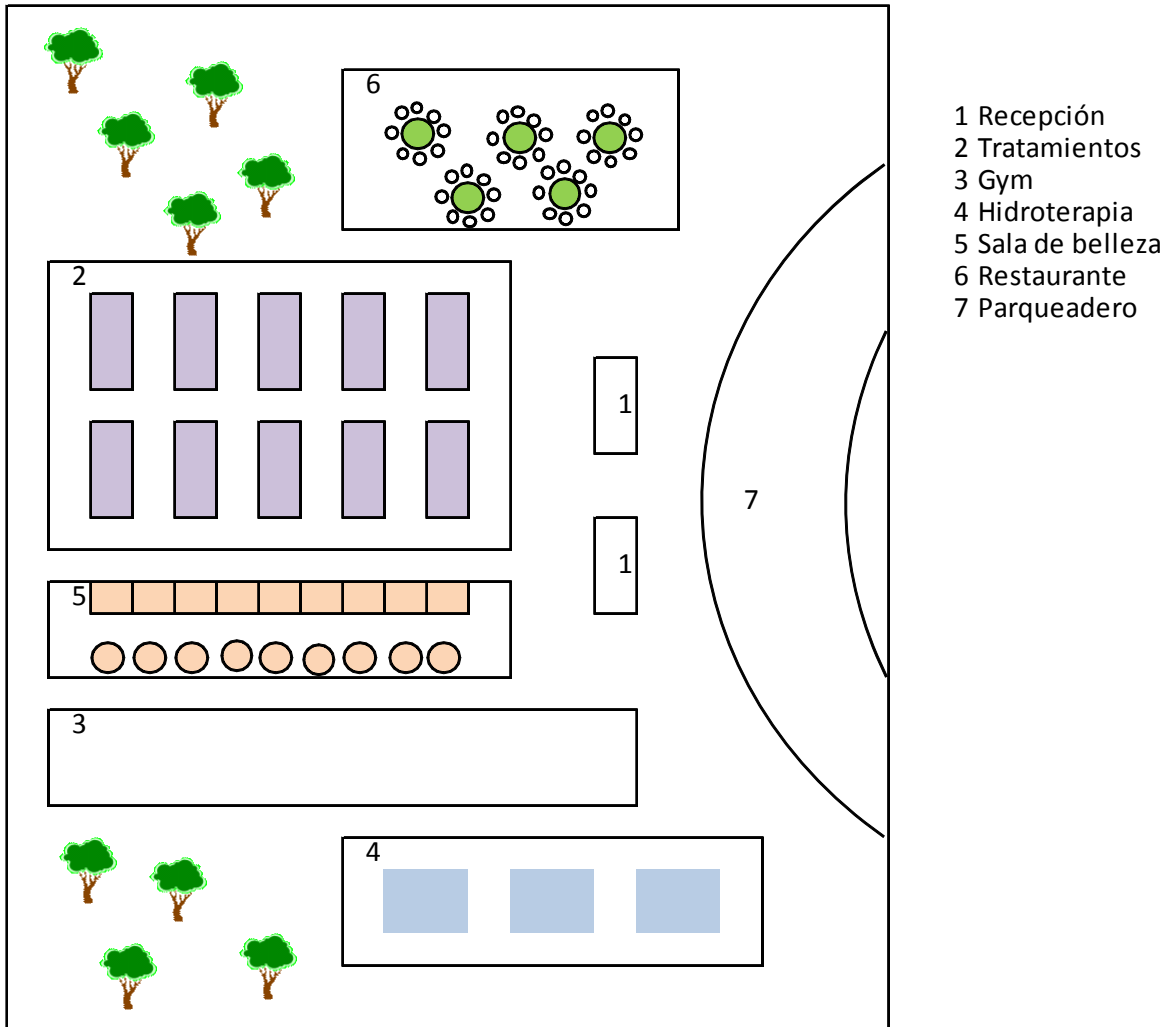 6
1 Recepción
2 Tratamientos
3 Gym
4 Hidroterapia
5 Sala de belleza
6 Restaurante
7 Parqueadero
2
1
7
1
5
3
4